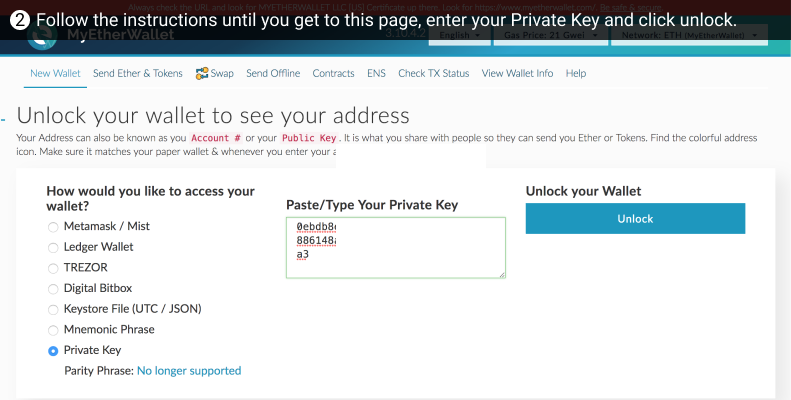 Always check the URL and look for MYETHERWALLET LLC [US] Certificate up there. Look for https://www.myetherwallet.com/. Be safe & secure.
2 Follow the instructions until you get to this page, enter your Private Key and click unlock.
MyEtherWallet
3.10.4.2 English Gas Price: 21 Gwei Network: ETH (MyEtherWallet)
New Wallet Send Ether & Tokens Swap Send Offline Contracts ENS Check TX Status View Wallet Info Help
Unlock your wallet to see your address
Your Address can also be known as you Account # or your Public Key. It is what you share with people so they can send you Ether or Tokens. Find the colorful address
icon. Make sure it matches your paper wallet & whenever you enter your
How would you like to access your
wallet?
Metamask / Mist
Ledger Wallet
TREZOR
Digital Bitbox
Keystore File (UTC / JSON)
Mnemonic Phrase
Private Key
Parity Phrase: No longer supported
Paste/Type Your Private Key
0ebdb8
886148
a3
Unlock your Wallet
Unlock